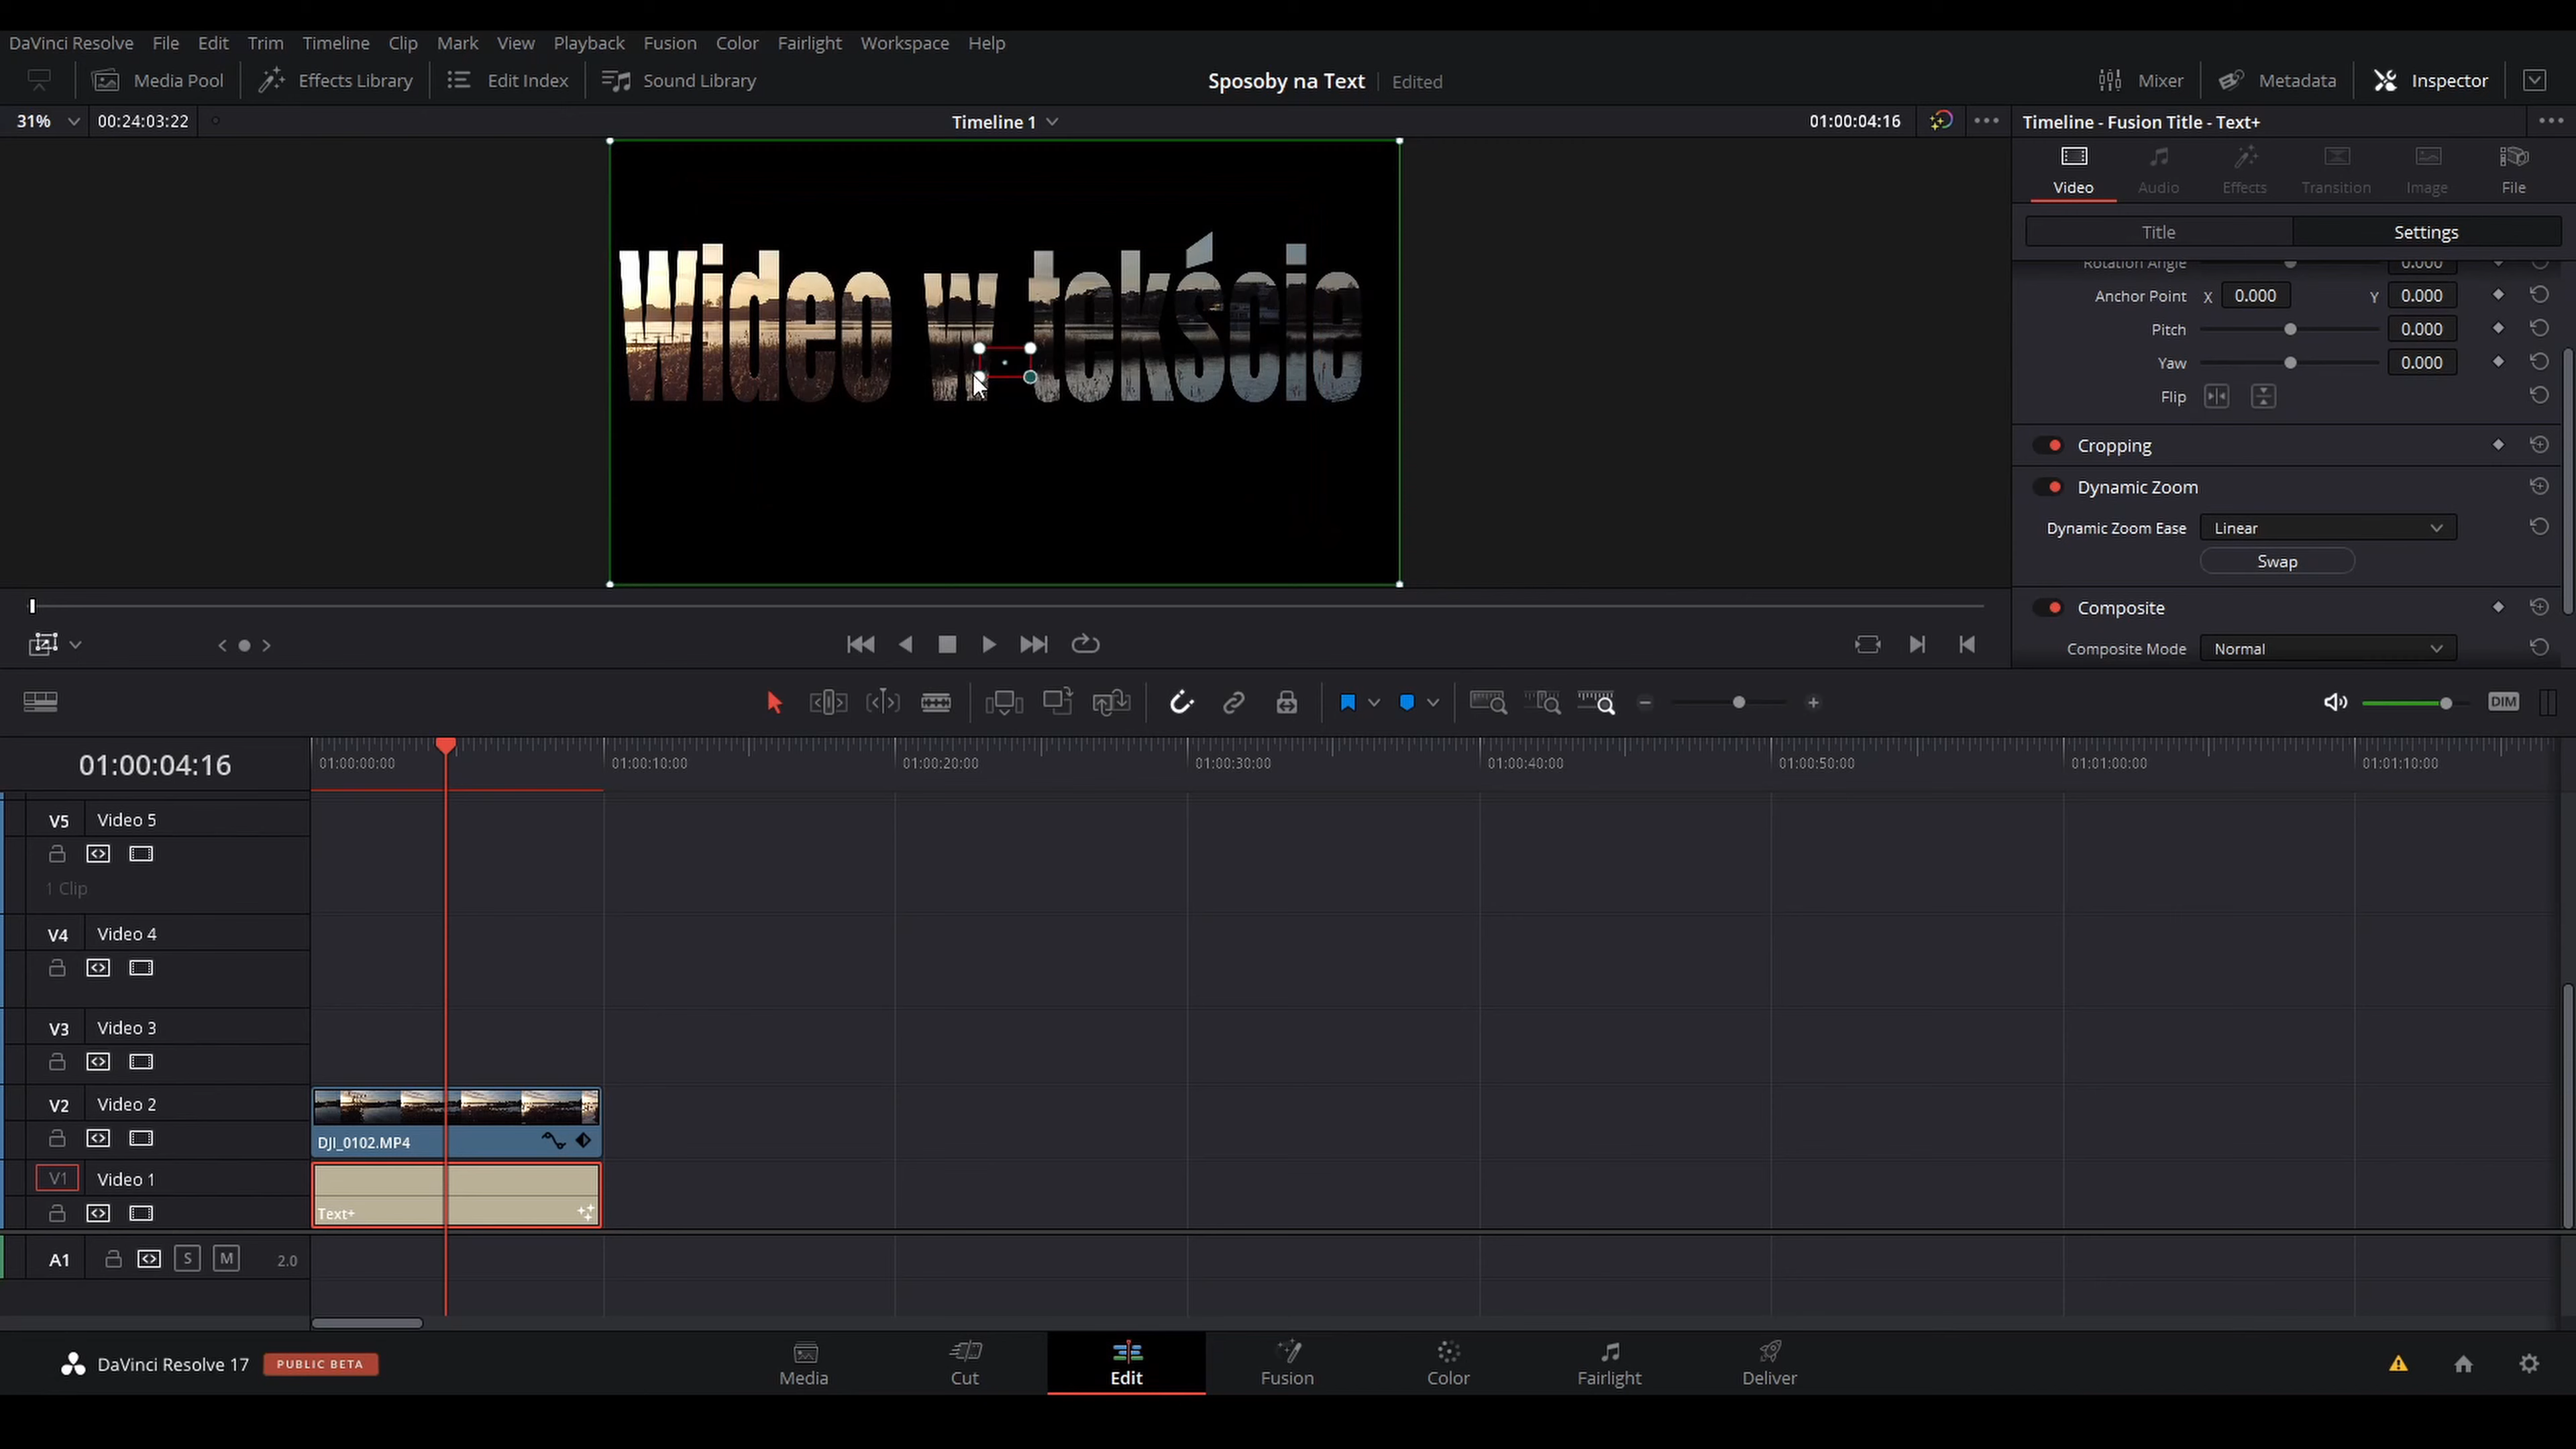 DaVinci Resolve File Edit Trim Timeline Clip Mark View Playback Fusion Color Fairlight Workspace Help
Media Pool Effects Library Edit Index Sound Library Sposoby na Text Edited Mixer Metadata Inspector
31% 00:24:03:22 Timeline 1 01:00:04:16 Timeline - Fusion Title - Text+
Video Audio Effects Transition Image File
Title Settings
Rotation Angle 0.000
Anchor Point X 0.000 Y 0.000
Pitch 0.000
Yaw 0.000
Flip
Wideo w tekście
Cropping
Dynamic Zoom
Dynamic Zoom Ease Linear
Swap
Composite
Composite Mode Normal
DIM
01:00:04:16 01:00:00:00 01:00:10:00 01:00:20:00 01:00:30:00 01:00:40:00 01:00:50:00 01:01:00:00 01:01:10:00
V5 Video 5
1 Clip
V4 Video 4
V3 Video 3
V2 Video 2
DJI_0102.MP4
V1 Video 1
Text+
A1 S M 2.0
DaVinci Resolve 17 PUBLIC BETA Media Cut Edit Fusion Color Fairlight Deliver